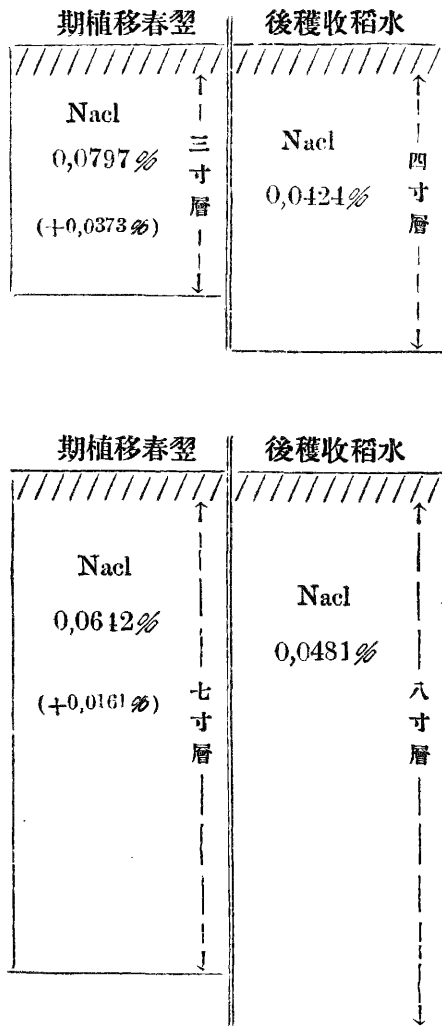 水稻收穫後
翌春移植期
四寸層
Nacl
0,0424%
三寸層
Nacl
0,0797%
(+0,0373%)
水稻收穫後
翌春移植期
八寸層
Nacl
0,0481%
七寸層
Nacl
0,0642%
(+0,0161%)